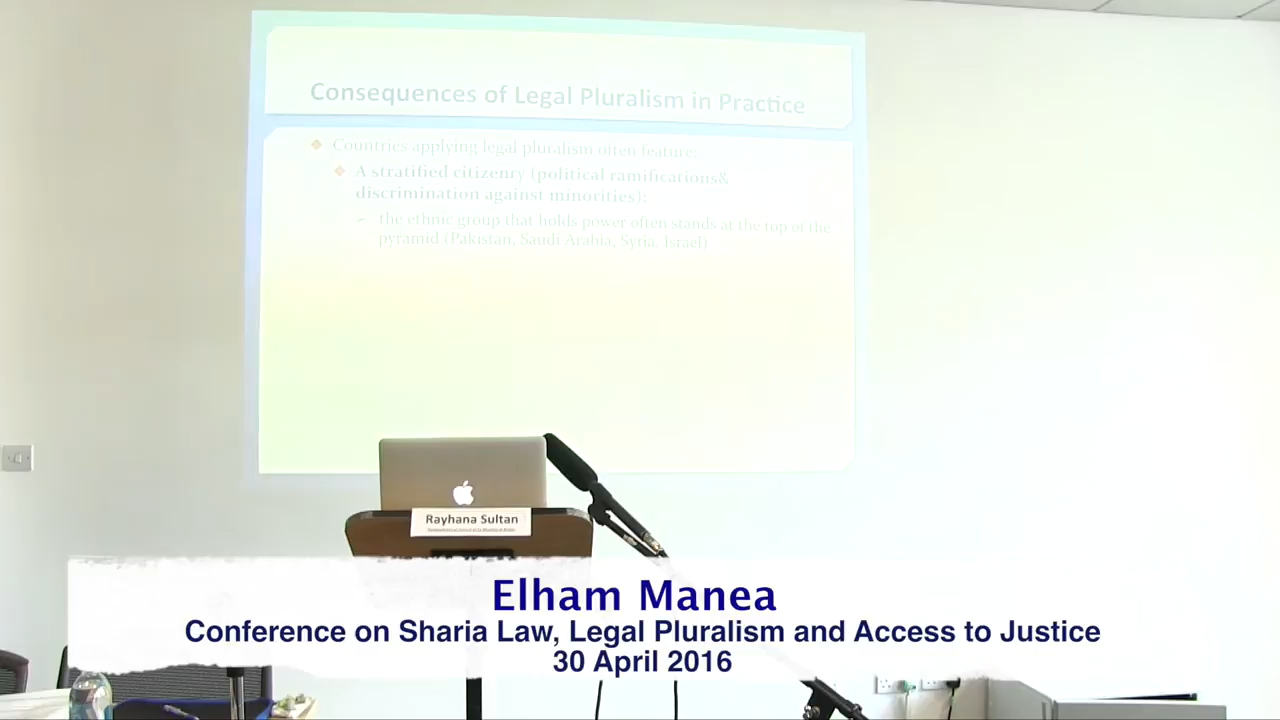 Consequences of Legal Pluralism in Practice
Countries applying legal pluralism often feature:
A stratified citizenry (political ramifications&
discrimination against minorities):
the ethnic group that holds power often stands at the top of the
pyramid (Pakistan, Saudi Arabia, Syria, Israel)
Rayhana Sultan
Elham Manea
Conference on Sharia Law, Legal Pluralism and Access to Justice
30 April 2016